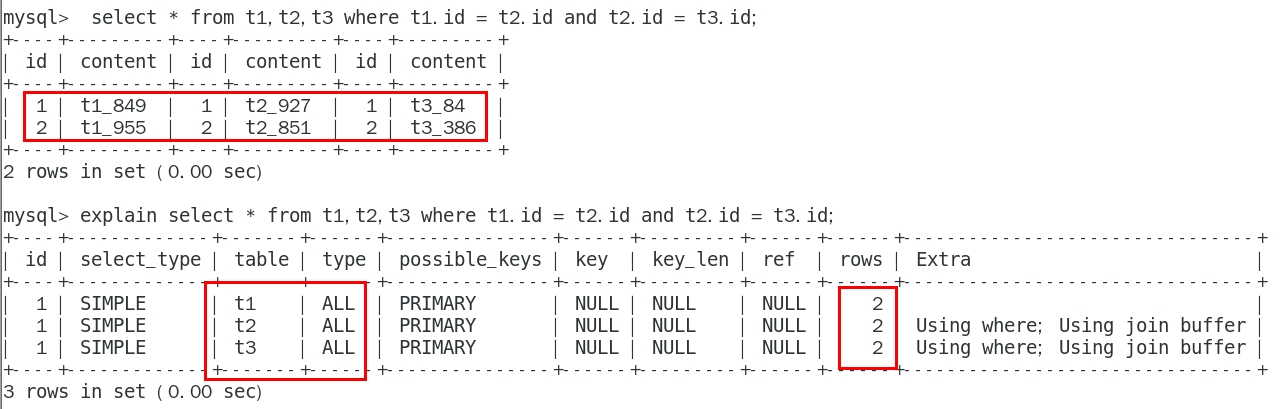 mysql>  select * from t1,t2,t3 where t1.id = t2.id and t2.id = t3.id;
+----+---------+----+---------+----+---------+
| id | content | id | content | id | content |
+----+---------+----+---------+----+---------+
|  1 | t1_849  |  1 | t2_927  |  1 | t3_84   |
|  2 | t1_955  |  2 | t2_851  |  2 | t3_386  |
+----+---------+----+---------+----+---------+
2 rows in set (0.00 sec)
mysql> explain select * from t1,t2,t3 where t1.id = t2.id and t2.id = t3.id;
+----+-------------+-------+------+---------------+------+---------+------+------+--------------------------------+
| id | select_type | table | type | possible_keys | key  | key_len | ref  | rows | Extra                          |
+----+-------------+-------+------+---------------+------+---------+------+------+--------------------------------+
|  1 | SIMPLE      | t1    | ALL  | PRIMARY       | NULL | NULL    | NULL |    2 |                                |
|  1 | SIMPLE      | t2    | ALL  | PRIMARY       | NULL | NULL    | NULL |    2 | Using where; Using join buffer |
|  1 | SIMPLE      | t3    | ALL  | PRIMARY       | NULL | NULL    | NULL |    2 | Using where; Using join buffer |
+----+-------------+-------+------+---------------+------+---------+------+------+--------------------------------+
3 rows in set (0.00 sec)